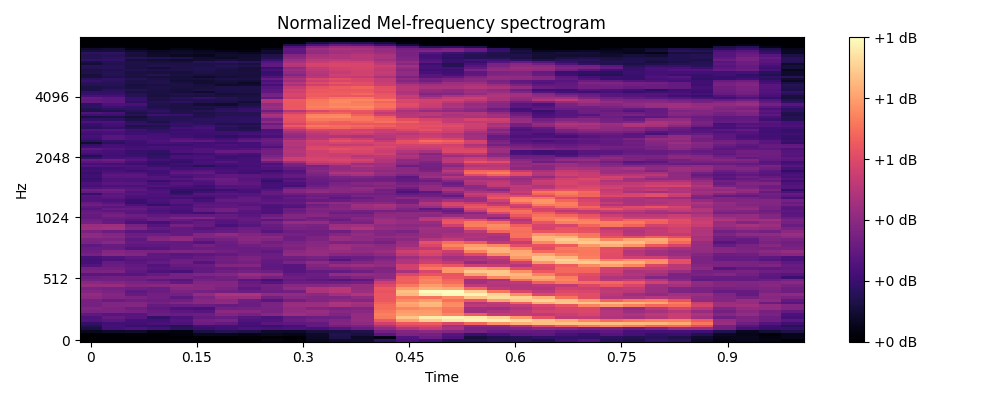 Normalized Mel-frequency spectrogram
Hz
4096
2048
1024
512
0
0 0.15 0.3 0.45 0.6 0.75 0.9
Time
+1 dB
+1 dB
+1 dB
+0 dB
+0 dB
+0 dB